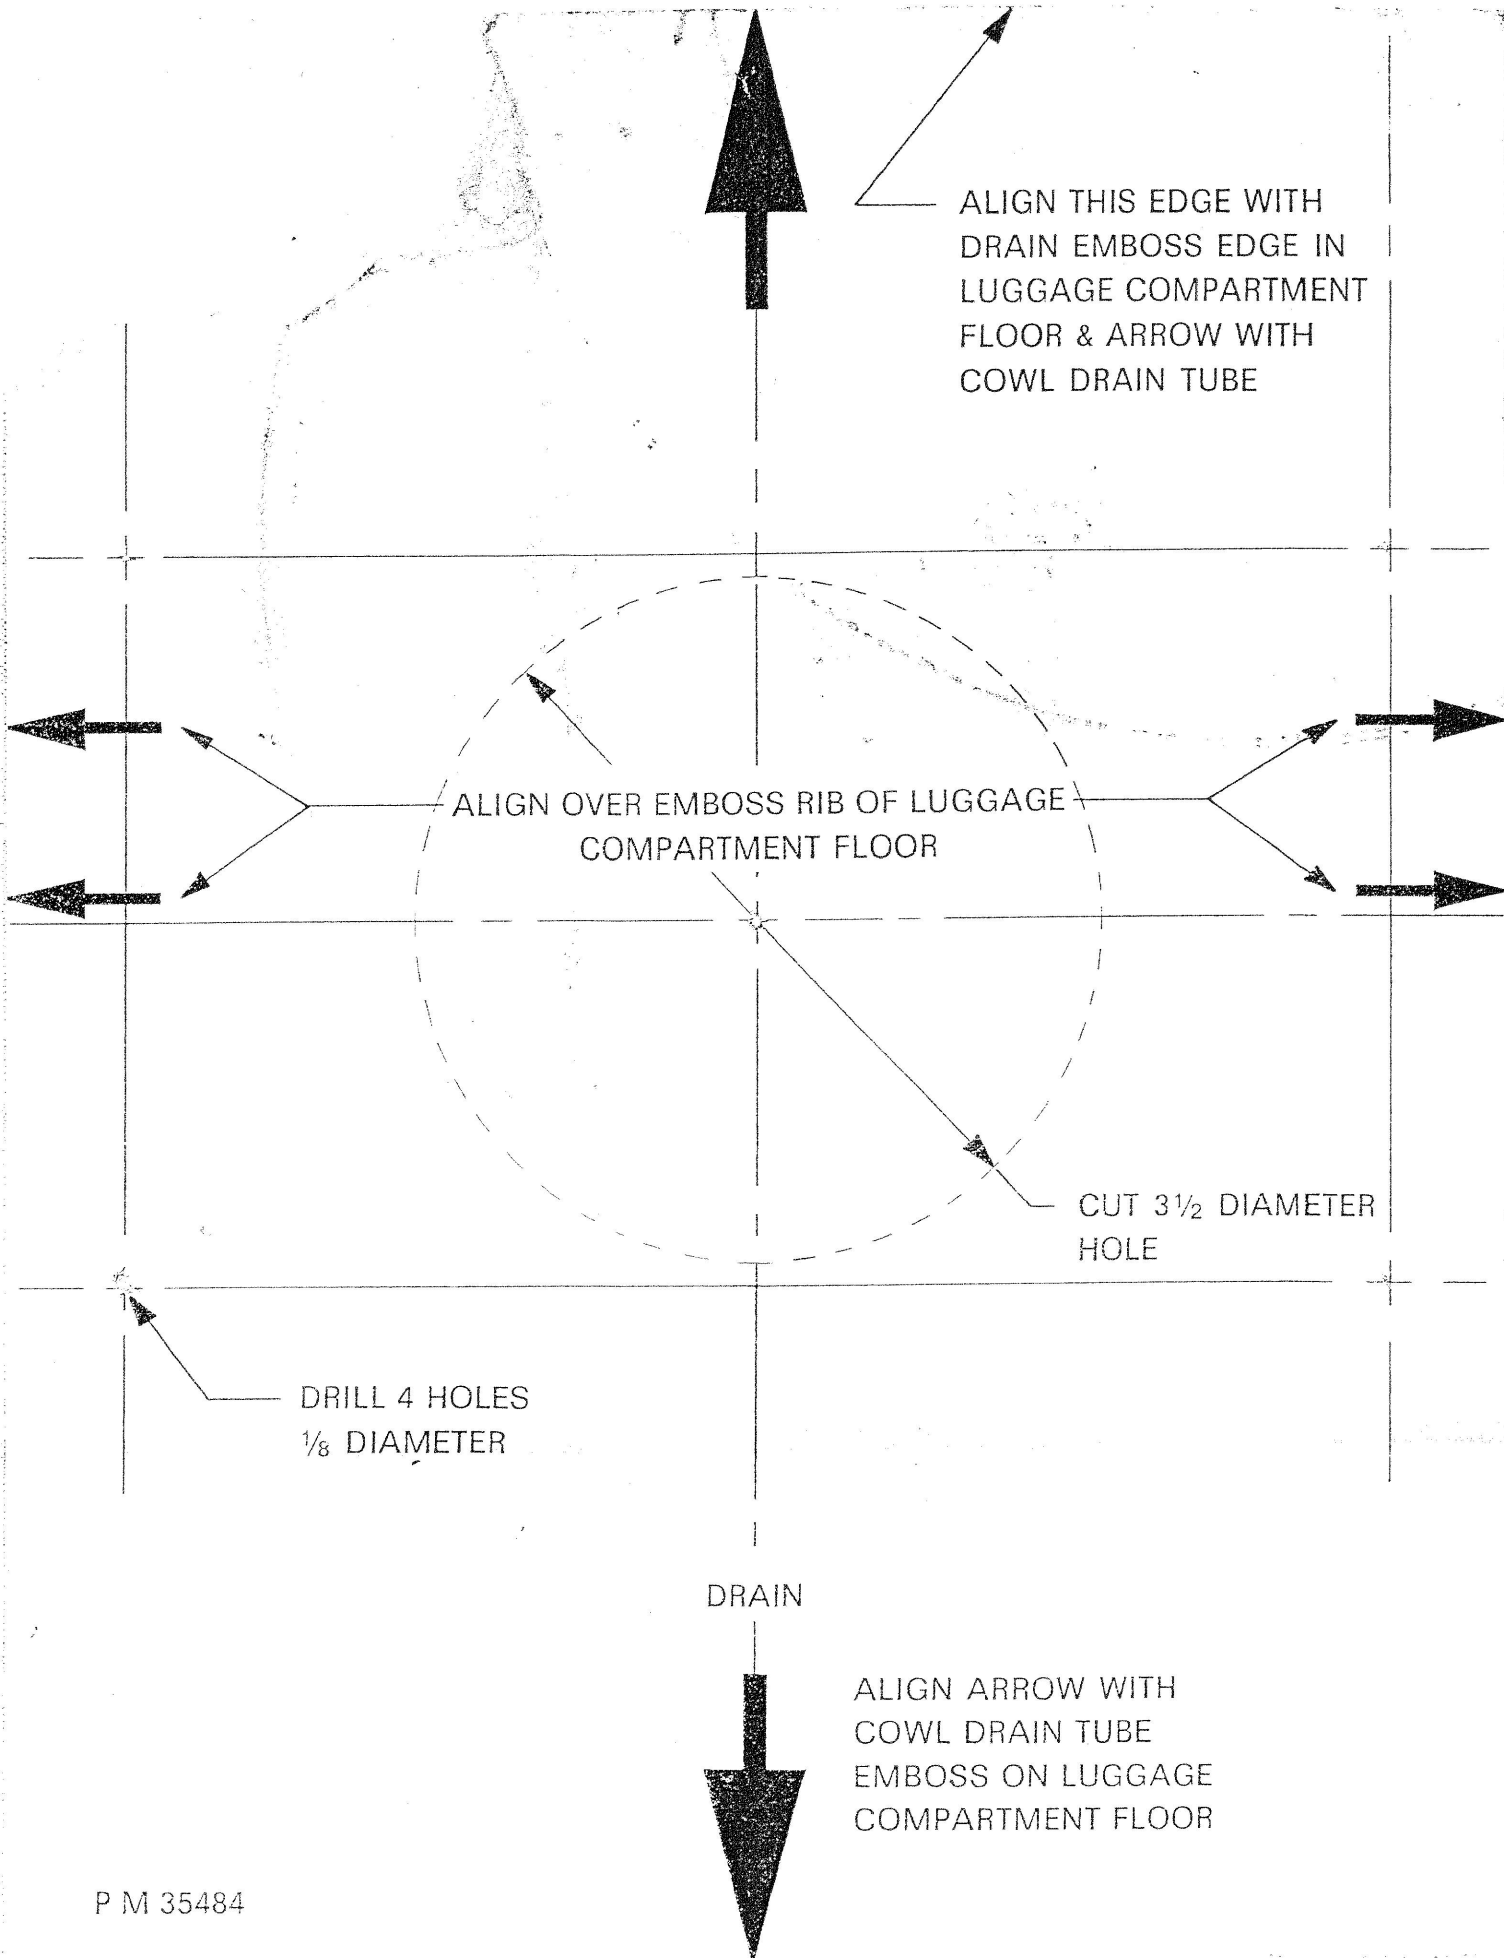 ALIGN THIS EDGE WITH
DRAIN EMBOSS EDGE IN
LUGGAGE COMPARTMENT
FLOOR & ARROW WITH
COWL DRAIN TUBE
ALIGN OVER EMBOSS RIB OF LUGGAGE
COMPARTMENT FLOOR
CUT 3½ DIAMETER
HOLE
DRILL 4 HOLES
⅛ DIAMETER
DRAIN
ALIGN ARROW WITH
COWL DRAIN TUBE
EMBOSS ON LUGGAGE
COMPARTMENT FLOOR
P M 35484